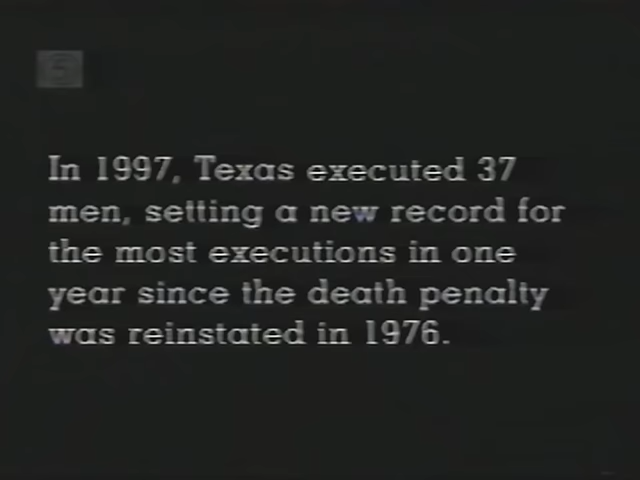 In 1997, Texas executed 37
men, setting a new record for
the most executions in one
year since the death penalty
was reinstated in 1976.